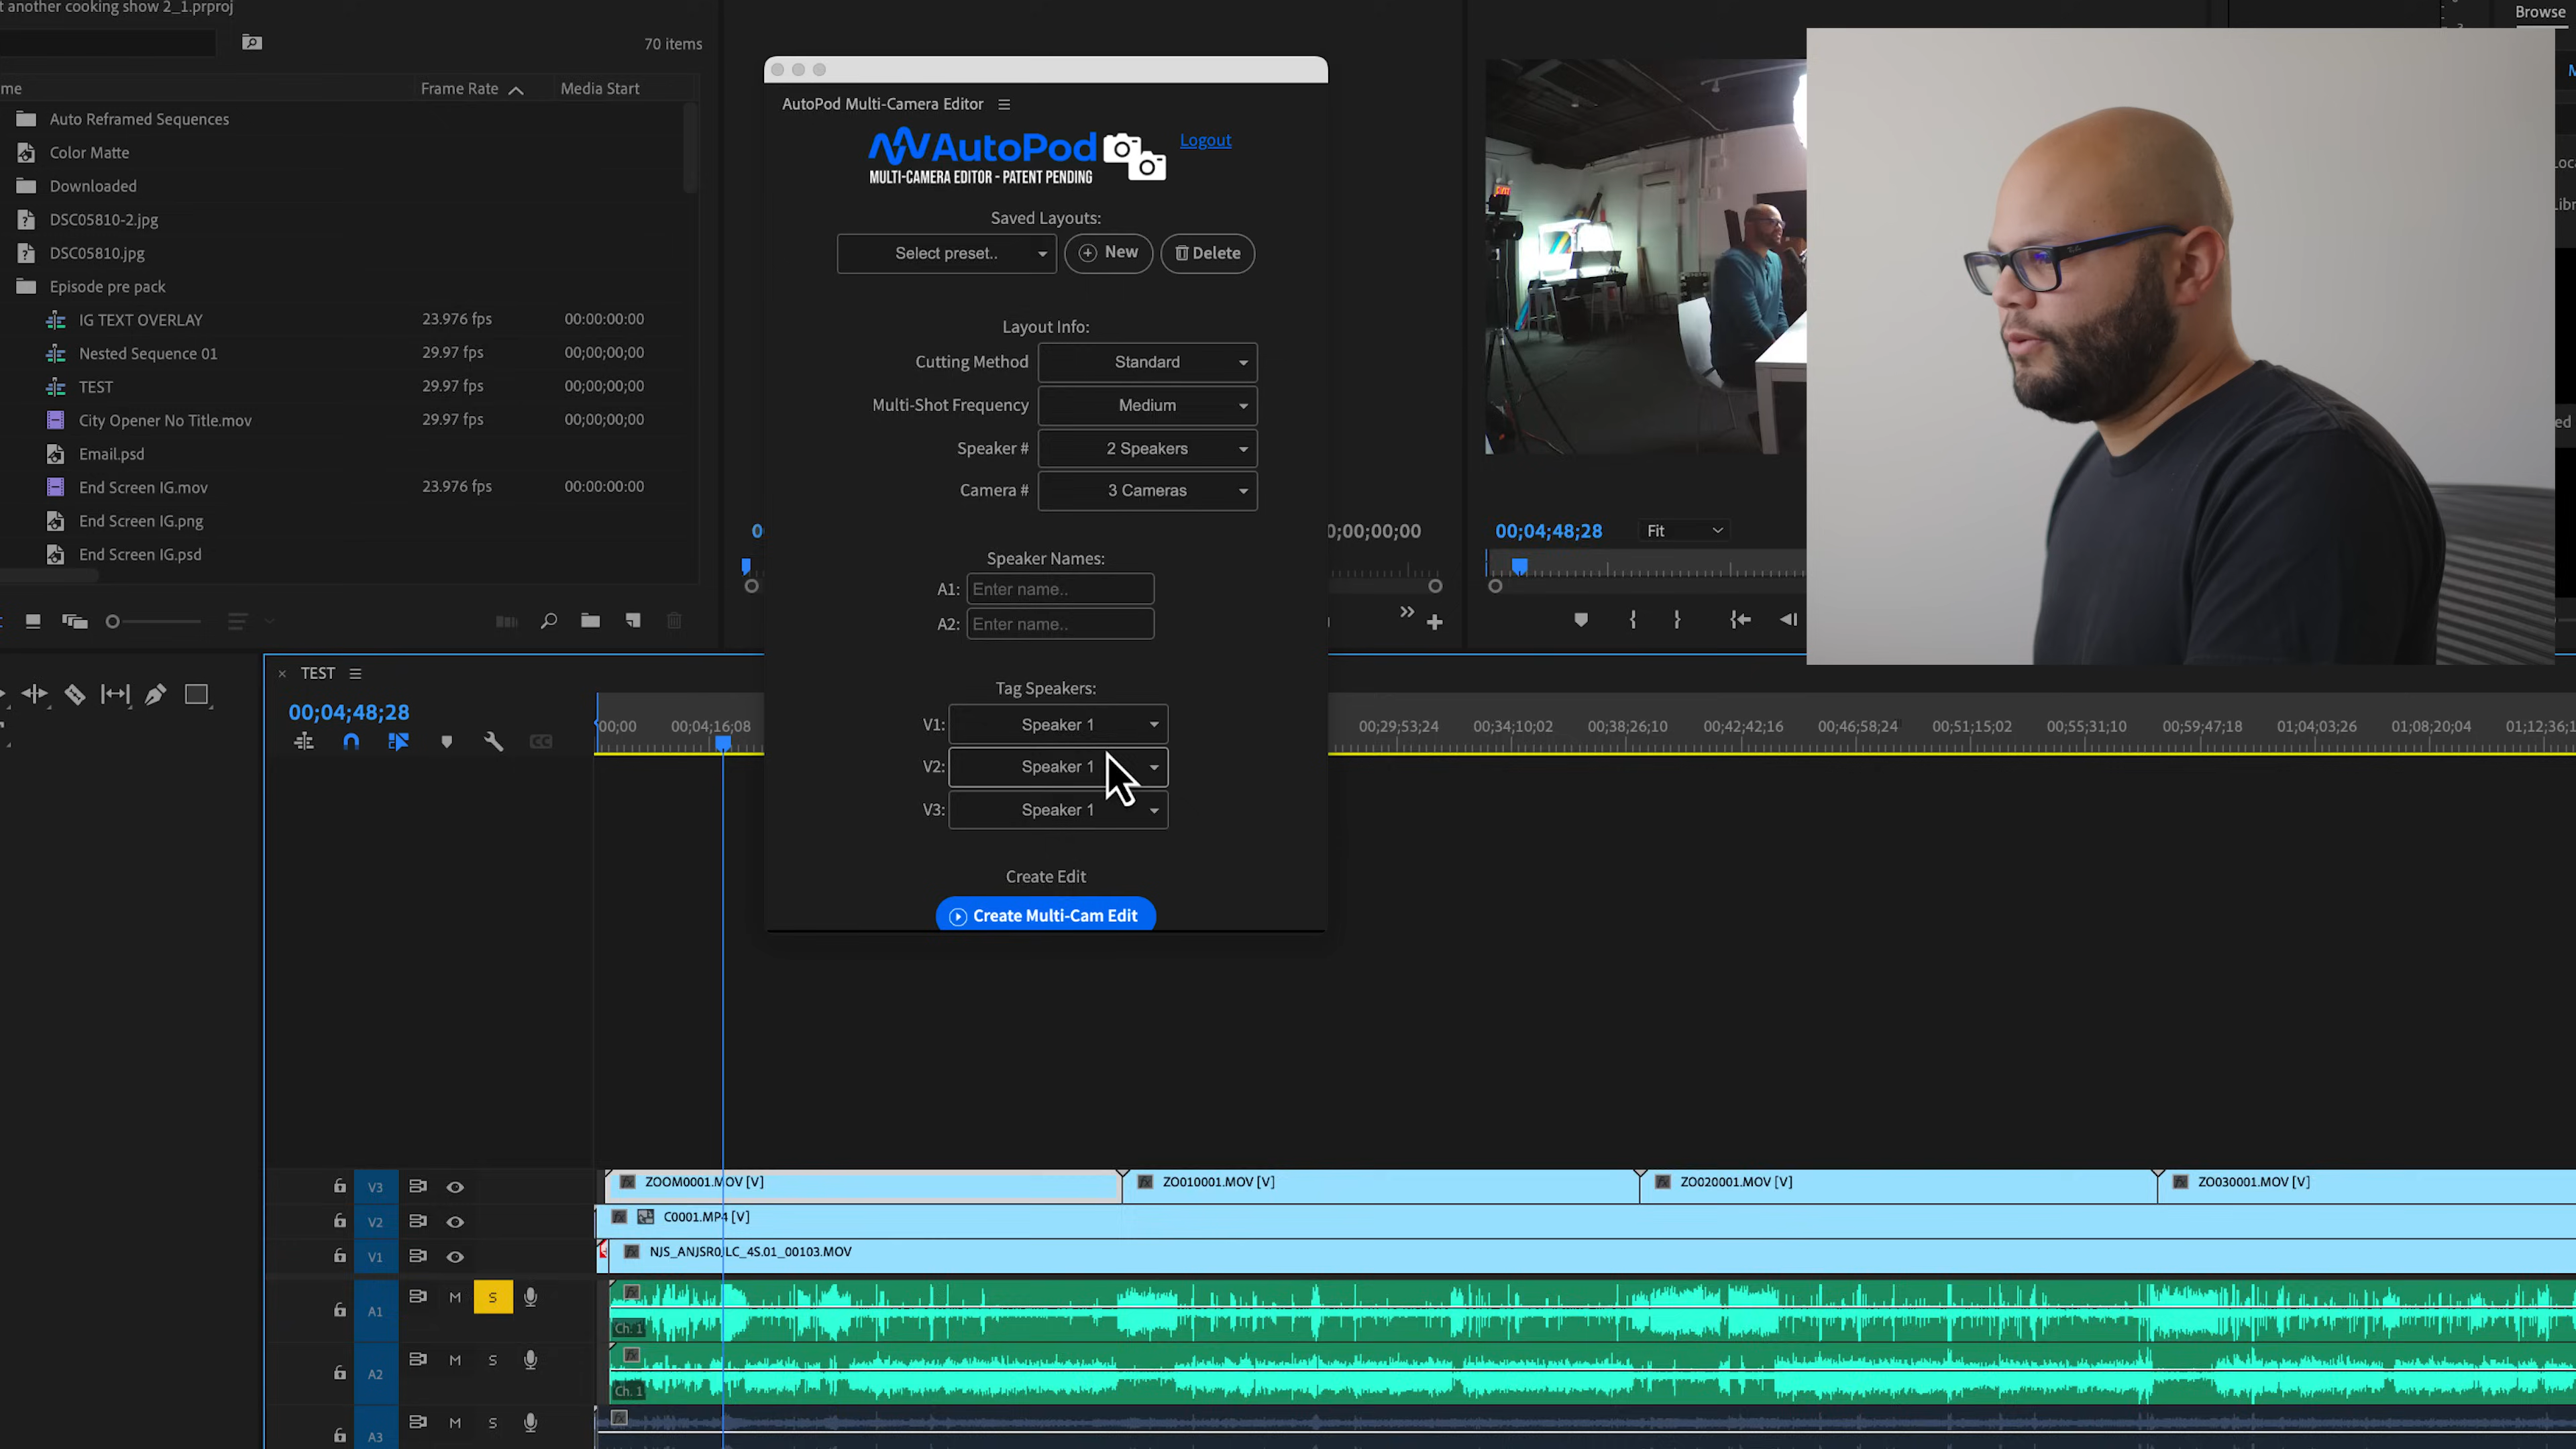 t another cooking show 2_1.prproj
70 items
me
Frame Rate
Media Start
Auto Reframed Sequences
Color Matte
Downloaded
DSC05810-2.jpg
DSC05810.jpg
Episode pre pack
IG TEXT OVERLAY 23.976 fps 00:00:00:00
Nested Sequence 01 29.97 fps 00;00;00;00
TEST 29.97 fps 00;00;00;00
City Opener No Title.mov 29.97 fps 00;00;00;00
Email.psd
End Screen IG.mov 23.976 fps 00:00:00:00
End Screen IG.png
End Screen IG.psd
AutoPod Multi-Camera Editor
AutoPod
MULTI-CAMERA EDITOR - PATENT PENDING
Logout
Saved Layouts:
Select preset..
New
Delete
Layout Info:
Cutting Method Standard
Multi-Shot Frequency Medium
Speaker # 2 Speakers
Camera # 3 Cameras
Speaker Names:
A1: Enter name..
A2: Enter name..
Tag Speakers:
V1: Speaker 1
V2: Speaker 1
V3: Speaker 1
Create Edit
Create Multi-Cam Edit
0;00;00;00
00;04;48;28
Fit
Browse
EXIT
TEST
00;04;48;28
;00;00 00;04;16;08 00;29;53;24 00;34;10;02 00;38;26;10 00;42;42;16 00;46;58;24 00;51;15;02 00;55;31;10 00;59;47;18 01;04;03;26 01;08;20;04 01;12;36;1
V3 ZOOM0001.MOV [V] ZO010001.MOV [V] ZO020001.MOV [V] ZO030001.MOV [V]
V2 C0001.MP4 [V]
V1 NJS_ANJSR0JLC_4S.01_00103.MOV
A1 M S
Ch. 1
A2 M S
Ch. 1
A3 M S